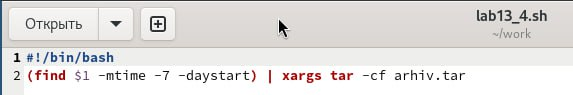 Открыть
lab13_4.sh
~/work
1 #!/bin/bash
2 (find $1 -mtime -7 -daystart) | xargs tar -cf arhiv.tar